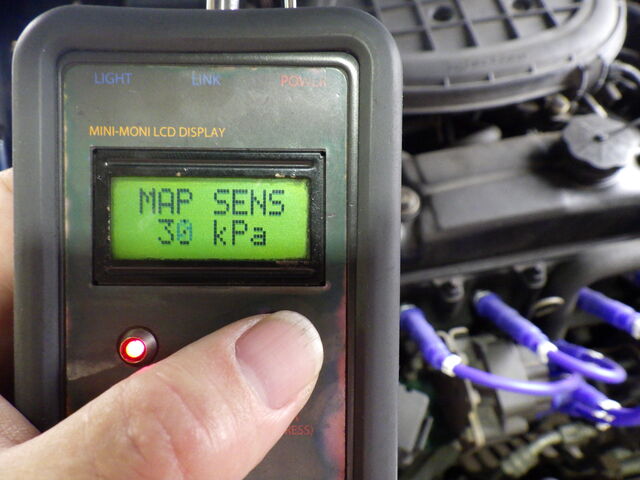 LIGHT LINK POWER
MINI-MONI LCD DISPLAY
MAP SENS
30 kPa